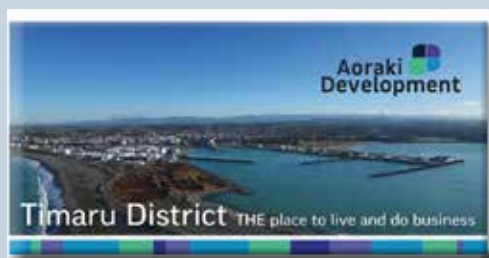 Aoraki
Development
Timaru District THE place to live and do business